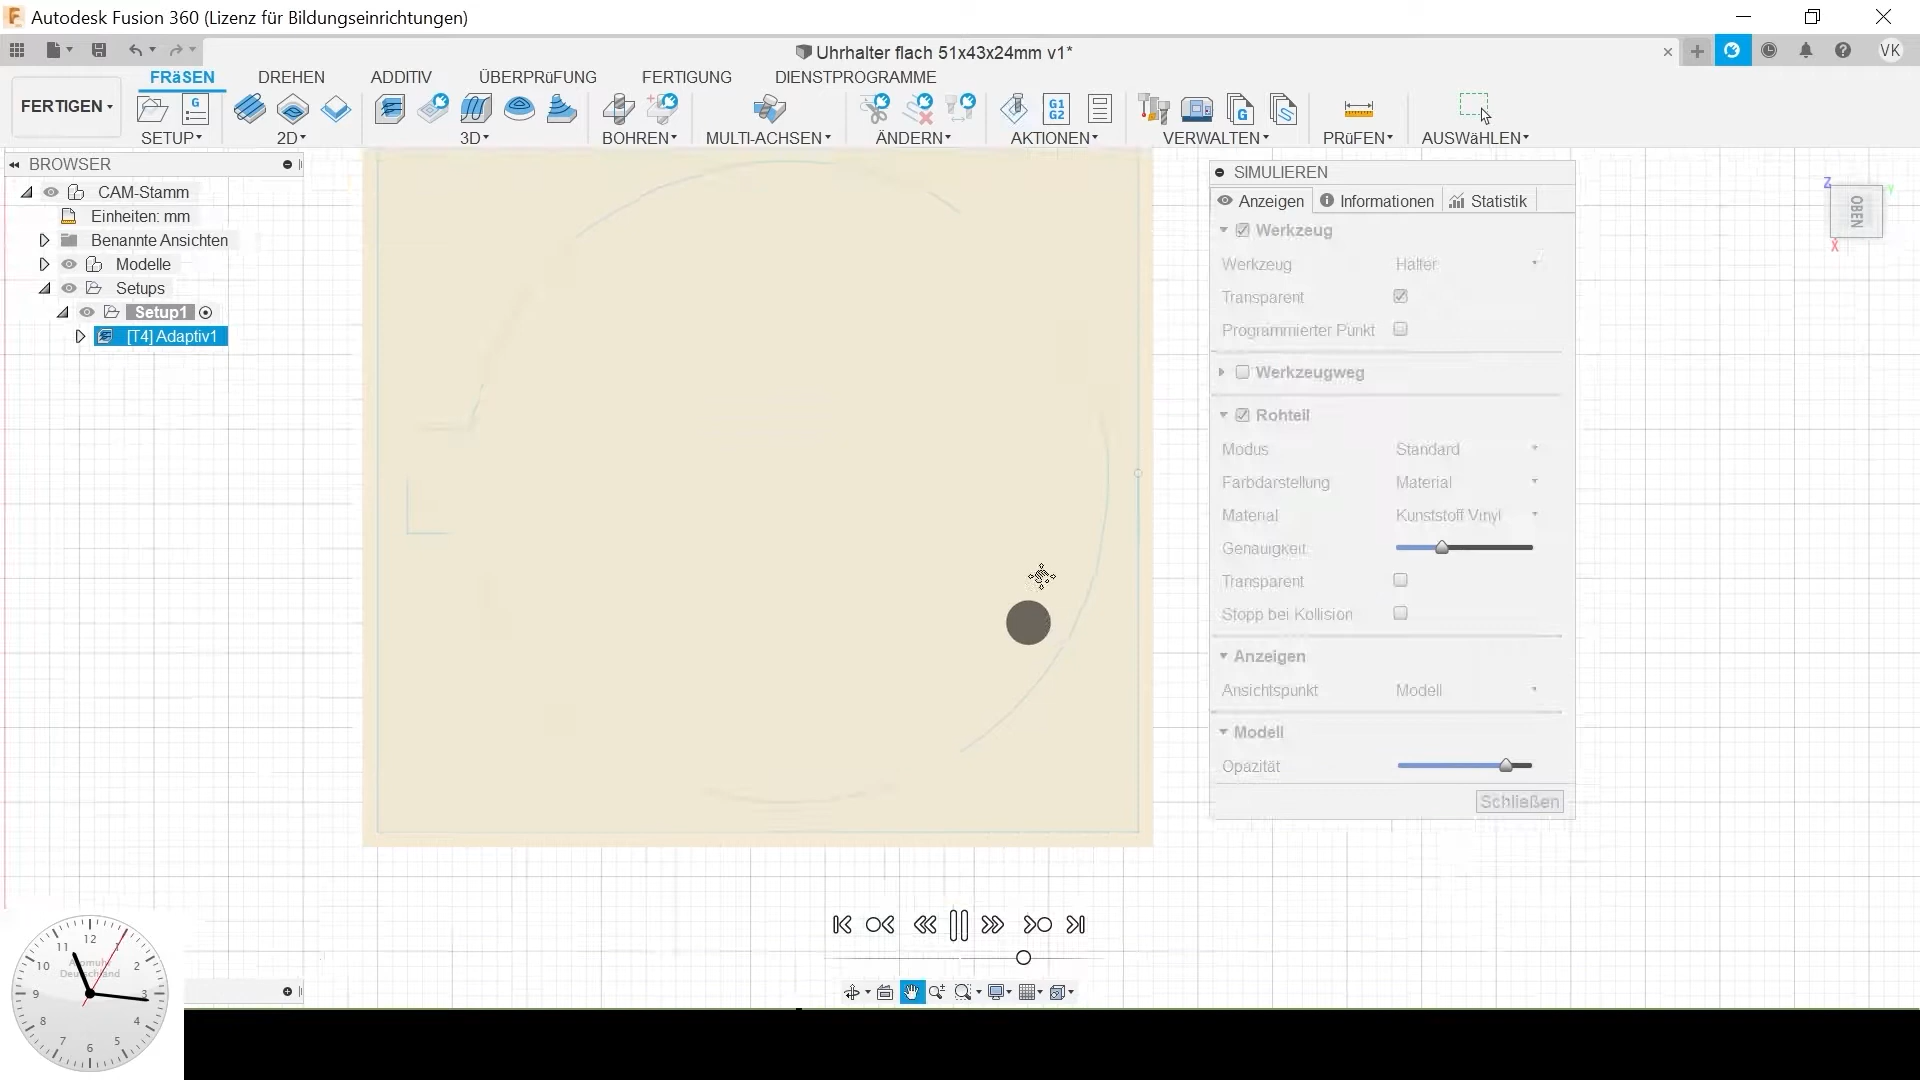 Autodesk Fusion 360 (Lizenz für Bildungseinrichtungen)
Uhrhalter flach 51x43x24mm v1*
VK
FRäSEN DREHEN ADDITIV ÜBERPRüFUNG FERTIGUNG DIENSTPROGRAMME
FERTIGEN
G
G1
G2
G
SETUP 2D 3D BOHREN MULTI-ACHSEN ÄNDERN AKTIONEN VERWALTEN PRüFEN AUSWäHLEN
BROWSER
CAM-Stamm
Einheiten: mm
Benannte Ansichten
Modelle
Setups
Setup1
[T4] Adaptiv1
SIMULIEREN
Anzeigen Informationen Statistik
Werkzeug
Werkzeug Halter
Transparent
Programmierter Punkt
Werkzeugweg
Rohteil
Modus Standard
Farbdarstellung Material
Material Kunststoff Vinyl
Genauigkeit
Transparent
Stopp bei Kollision
Anzeigen
Ansichtspunkt Modell
Modell
Opazität
Schließen
Z
Y
OBEN
X
12
11 1
10 2
9 3
8 4
7 5
6
Deutschland